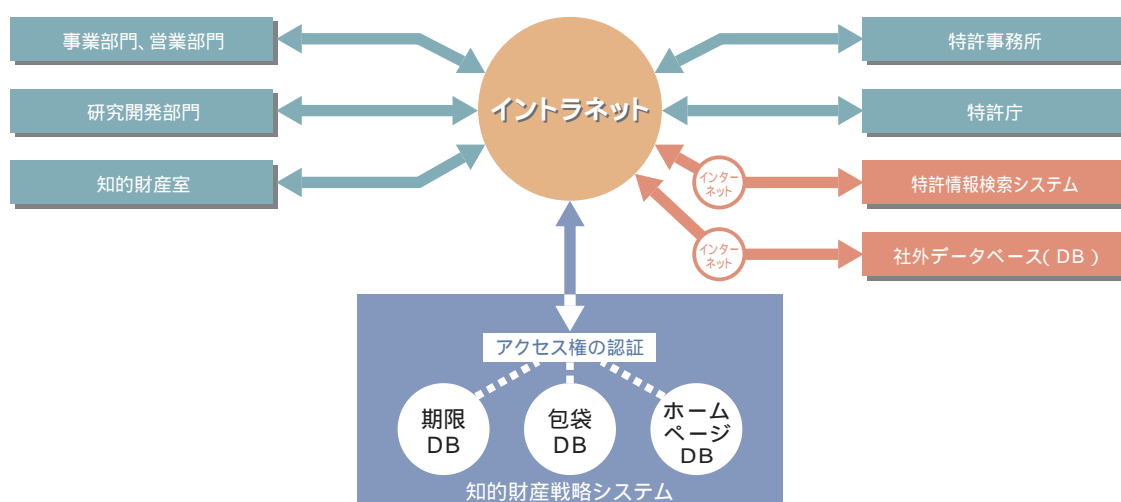 事業部門、営業部門
研究開発部門
知的財産室
イントラネット
特許事務所
特許庁
インター
ネット
特許情報検索システム
インター
ネット
社外データベース(DB)
アクセス権の認証
期限
DB
包袋
DB
ホーム
ページ
DB
知的財産戦略システム